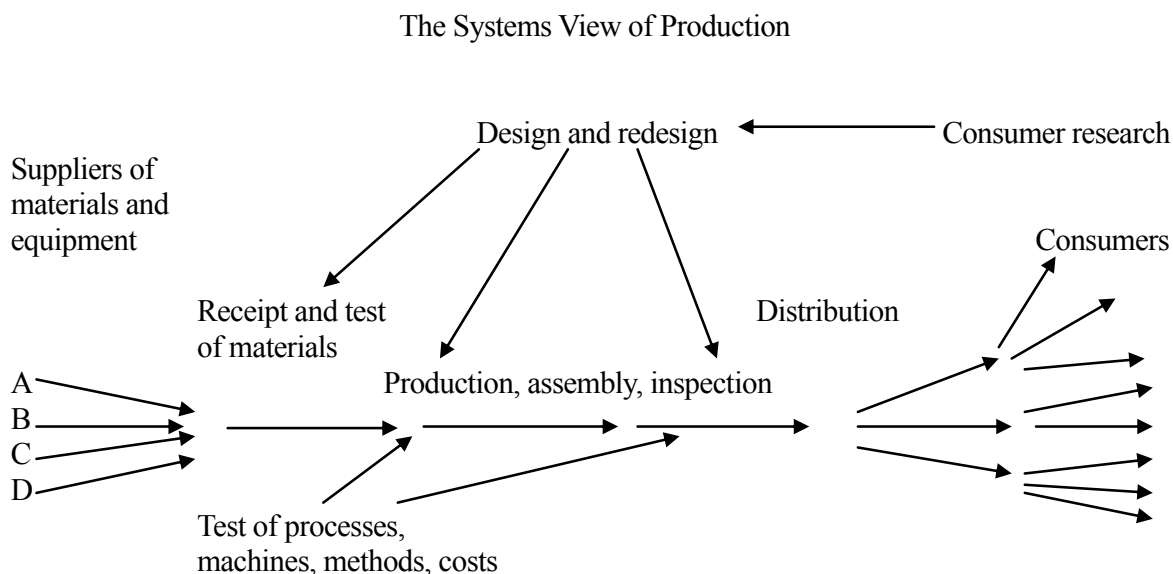 The Systems View of Production
Design and redesign
Consumer research
Suppliers of
materials and
equipment
Consumers
Receipt and test
of materials
Distribution
Production, assembly, inspection
A
B
C
D
Test of processes,
machines, methods, costs